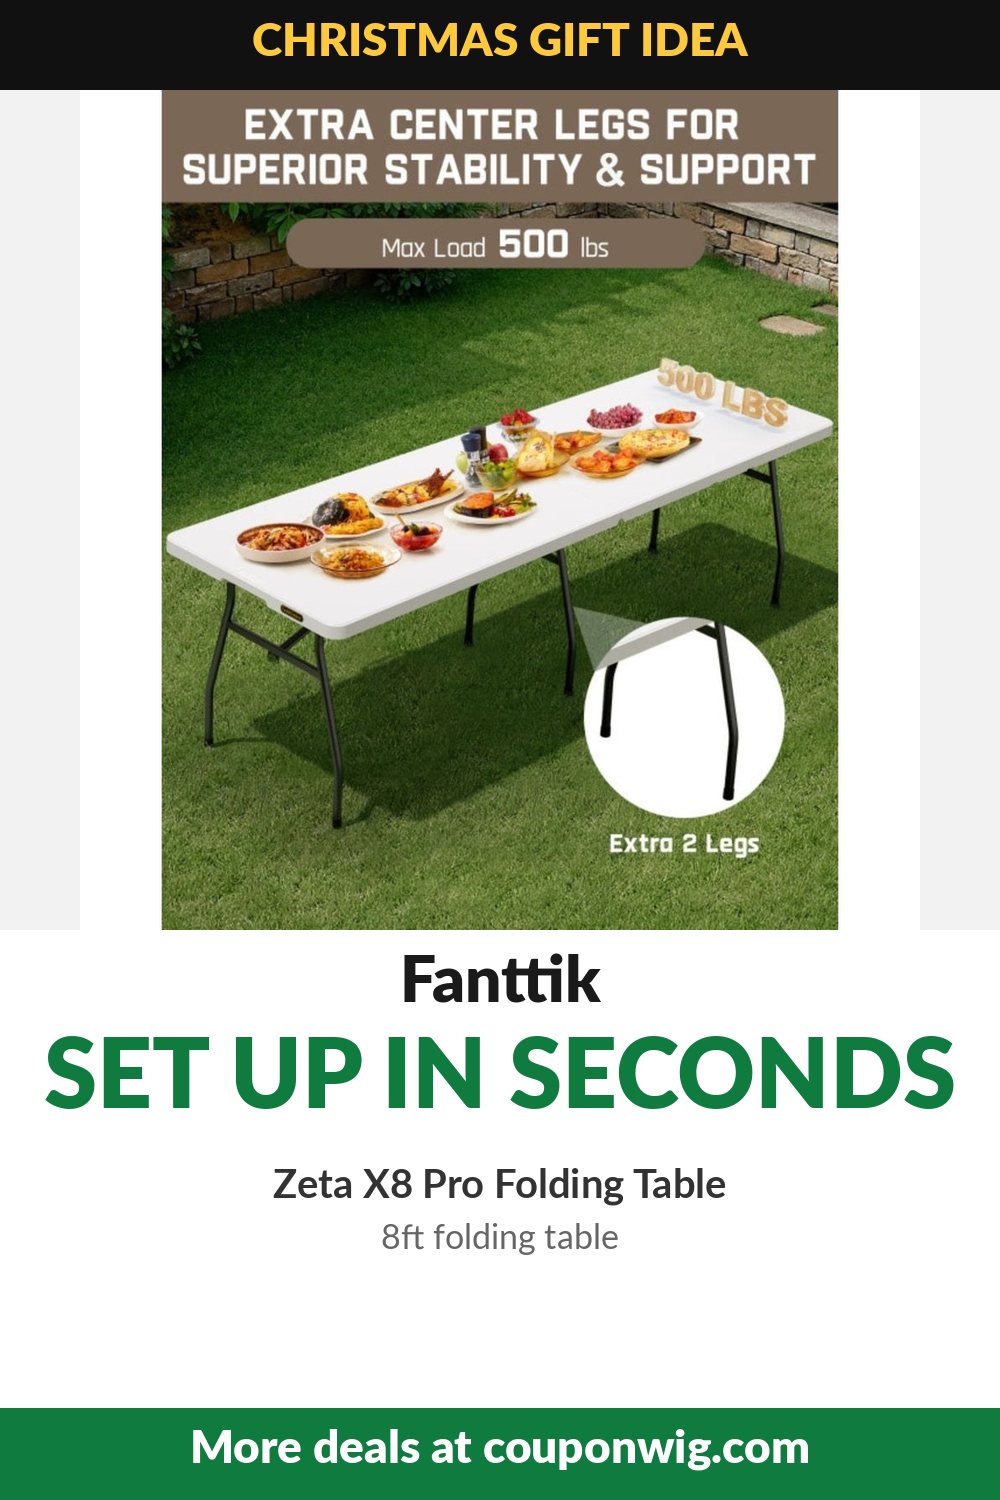 CHRISTMAS GIFT IDEA
EXTRA CENTER LEGS FOR
SUPERIOR STABILITY & SUPPORT
Max Load 500 lbs
500 LBS
Extra 2 Legs
Fanttik
SET UP IN SECONDS
Zeta X8 Pro Folding Table
8ft folding table
More deals at couponwig.com